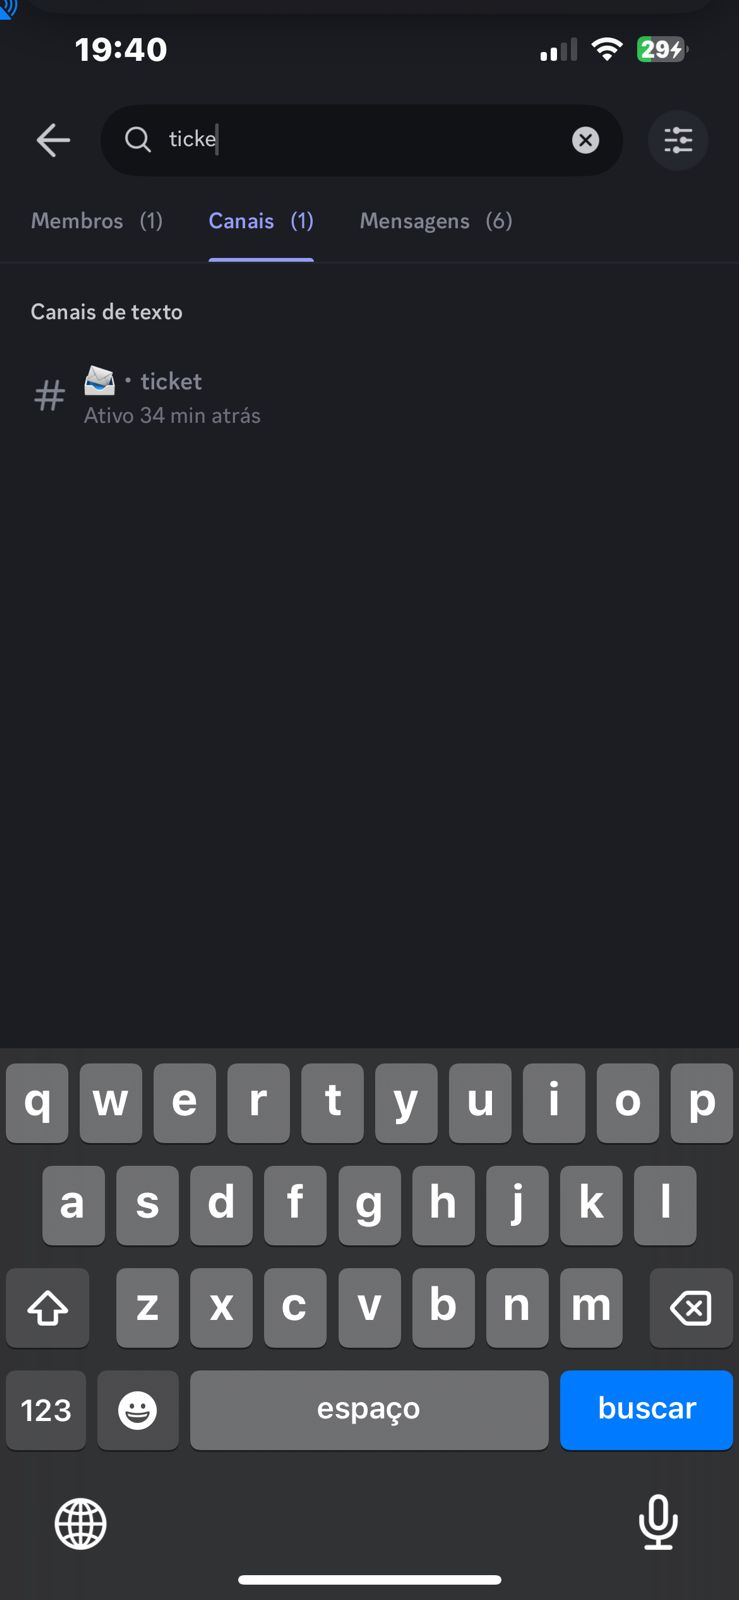 19:40
29
ticke
Membros (1) Canais (1) Mensagens (6)
Canais de texto
# • ticket
Ativo 34 min atrás
q w e r t y u i o p
a s d f g h j k l
z x c v b n m
123 espaço buscar